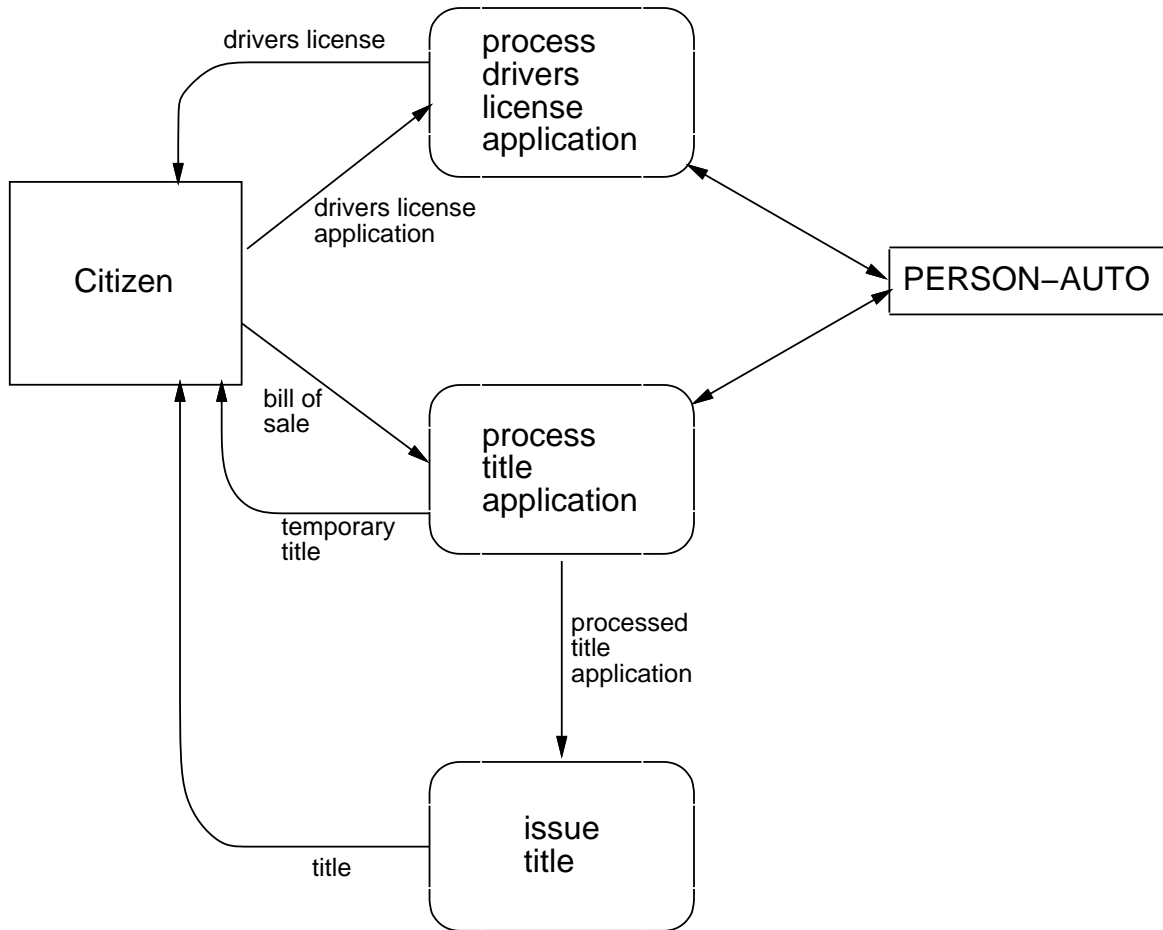 drivers license
process
drivers
license
application
drivers license
application
Citizen
PERSON–AUTO
bill of
sale
process
title
application
temporary
title
processed
title
application
issue
title
title